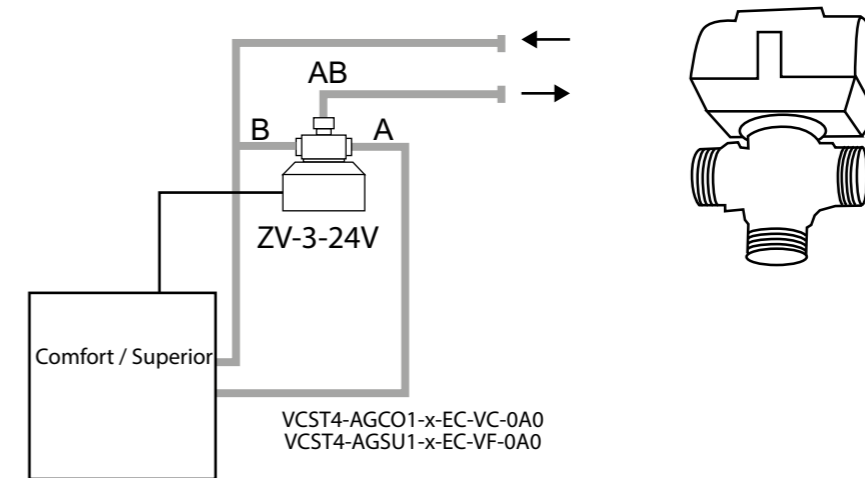 AB
B
A
ZV-3-24V
Comfort / Superior
VCST4-AGCO1-x-EC-VC-0A0
VCST4-AGSU1-x-EC-VF-0A0